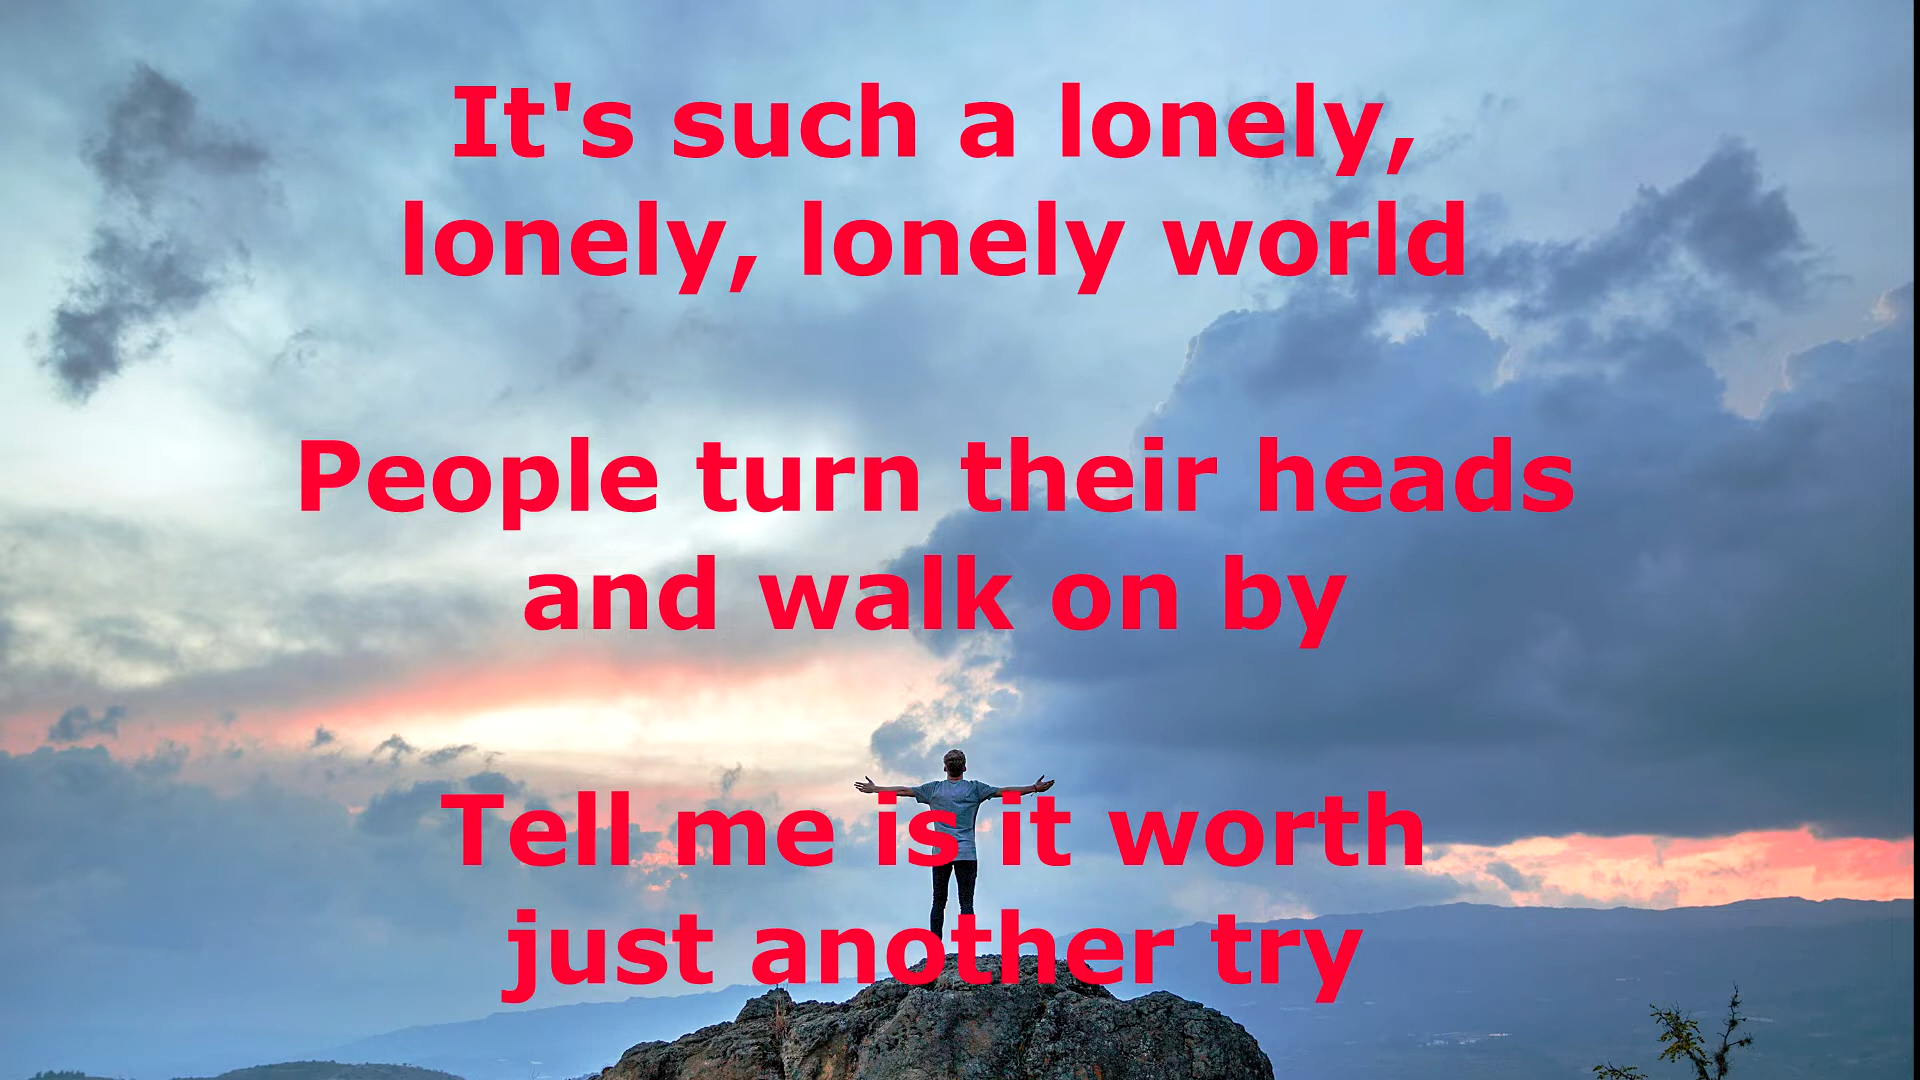 It's such a lonely,
lonely, lonely world
People turn their heads
and walk on by
Tell me is it worth
just another try